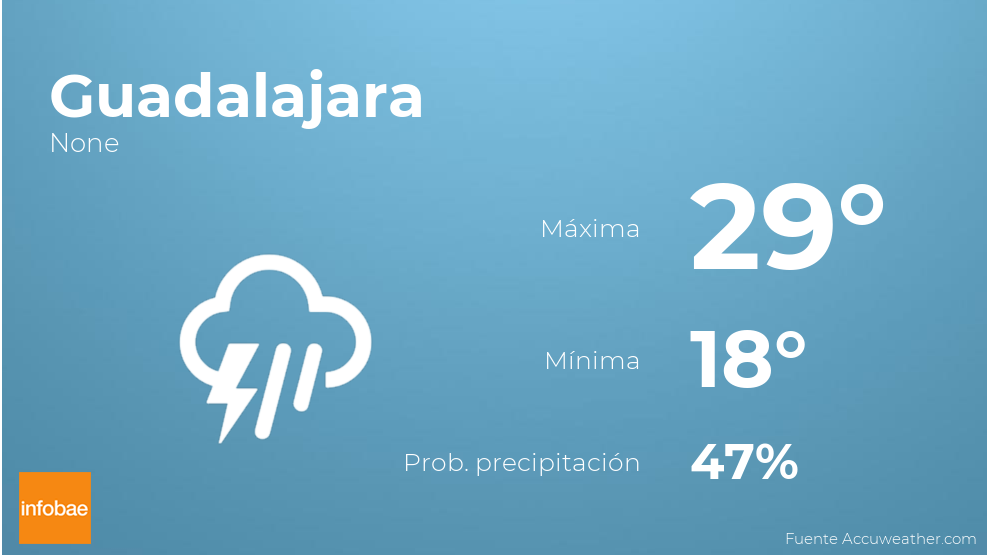 Guadalajara
None
Máxima 29°
Mínima 18°
Prob. precipitación 47%
infobae
Fuente Accuweather.com